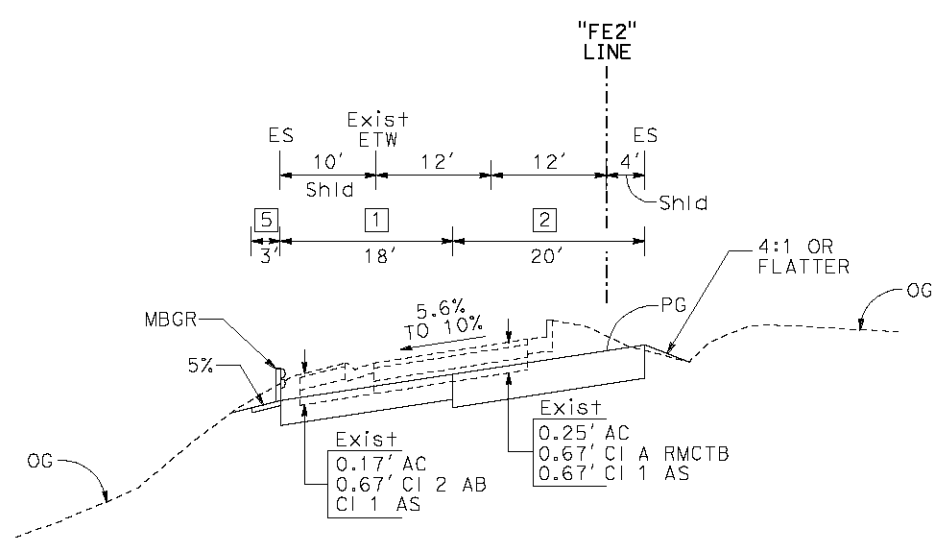 "FE2"
LINE
Exist
ETW
ES
ES
10'
12'
12'
4'
Shld
Shld
5
1
2
3'
18'
20'
4:1 OR
FLATTER
OG
PG
5.6%
TO 10%
MBGR
5%
OG
Exist
0.17' AC
0.67' Cl 2 AB
Cl 1 AS
Exist
0.25' AC
0.67' Cl A RMCTB
0.67' Cl 1 AS